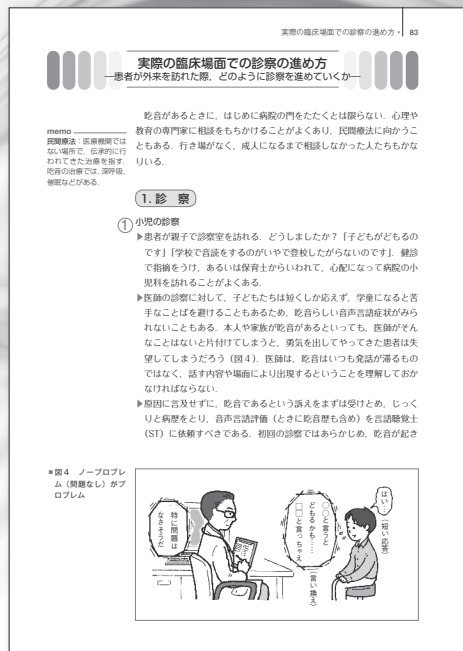 実際の臨床場面での診察の進め方・ 83
実際の臨床場面での診察の進め方
―患者が外来を訪れた際，どのように診察を進めていくか―
吃音があるときに，はじめに病院の門をたたくとは限らない．心理や
教育の専門家に相談をもちかけることがよくあり，民間療法に向かうこ
ともある．行き場がなく，成人になるまで相談しなかった人たちもかな
りいる．
memo
民間療法：医療機関では
ない場所で，伝承的に行
われてきた治療を指す．
吃音の治療では，深呼吸，
催眠などがある．
1. 診　察
① 小児の診察
▶患者が親子で診察室を訪れる．どうしましたか？「子どもがどもるの
です」「学校で音読をするのがいやで登校したがらないのです」．健診
で指摘をうけ，あるいは保育士からいわれて，心配になって病院の小
児科を訪れることがよくある．
▶医師の診察に対して，子どもたちは短くしか応えず，学童になると苦
手なことばを避けることもあるため，吃音らしい音声言語症状がみら
れないこともある．本人や家族が吃音があるといっても，医師がそん
なことはないと片付けてしまうと，勇気を出してやってきた患者は失
望してしまうだろう（図4）．医師は，吃音はいつも発話が滞るもの
ではなく，話す内容や場面により出現するということを理解しておか
なければならない．
▶原因に言及せずに，吃音であるという訴えをまずは受けとめ，じっく
りと病歴をとり，音声言語評価（ときに吃音歴も含め）を言語聴覚士
（ST）に依頼すべきである．初回の診察ではあらかじめ，吃音が起き
■図4　ノープロブレ
ム（問題なし）がプ
ロブレム
はい…
（短い応答）
○○と言うと
どもるかも……
□□と言っちゃえ
（言い換え）
特に問題は
なさそうだ